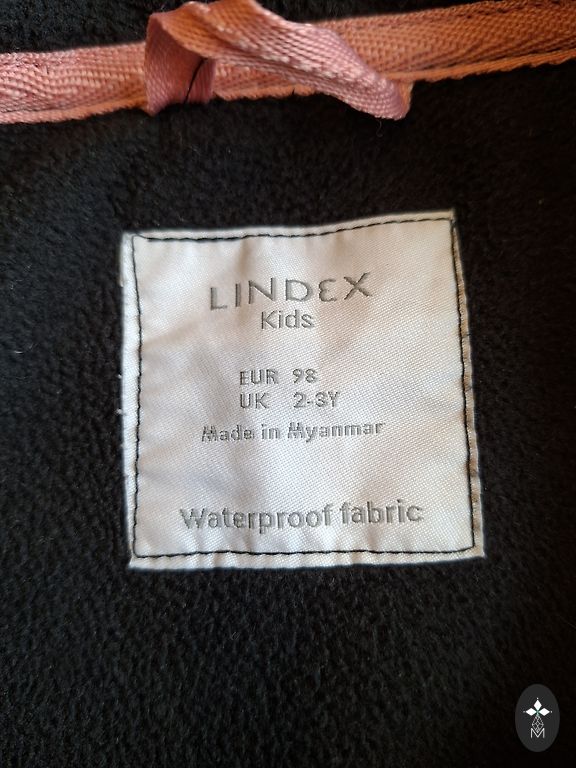 LINDEX
Kids
EUR 98
UK 2-3Y
Made in Myanmar
Waterproof fabric
M